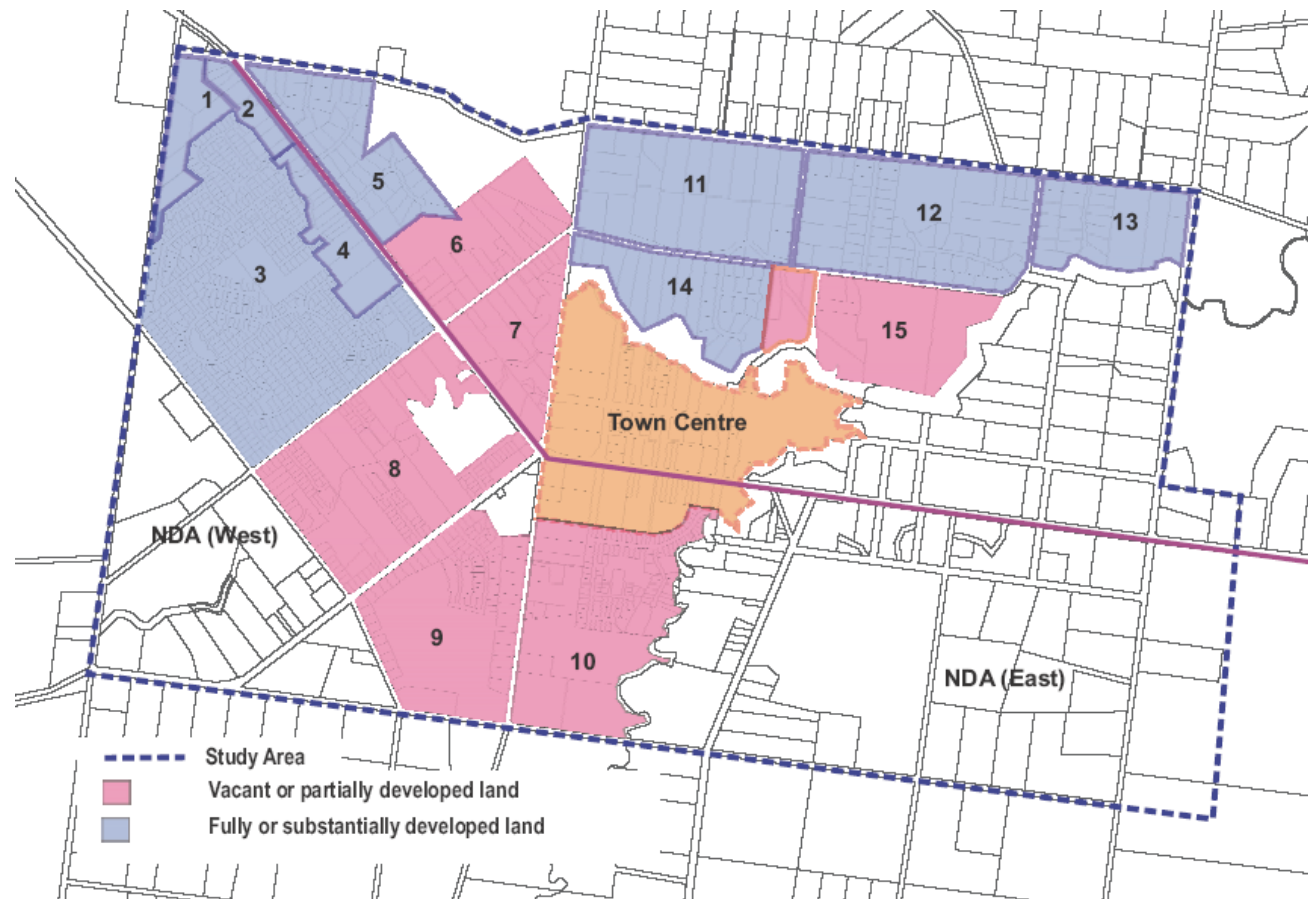 1
2
3
4
5
6
7
8
9
10
11
12
13
14
15
Town Centre
NDA (West)
NDA (East)
Study Area
Vacant or partially developed land
Fully or substantially developed land